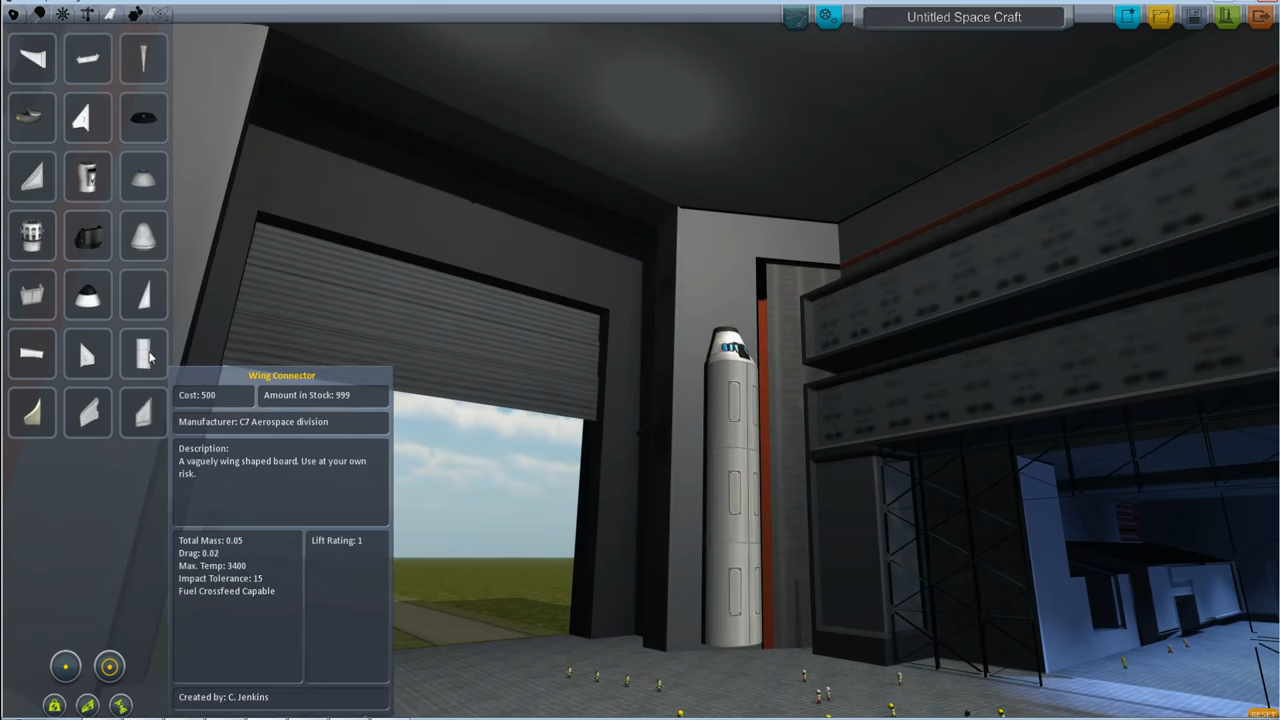 Untitled Space Craft
Wing Connector
Cost: 500
Amount in Stock: 999
Manufacturer: C7 Aerospace division
Description:
A vaguely wing shaped board. Use at your own
risk.
Total Mass: 0.05
Drag: 0.02
Max. Temp: 3400
Impact Tolerance: 15
Fuel Crossfeed Capable
Lift Rating: 1
Created by: C. Jenkins
RESET